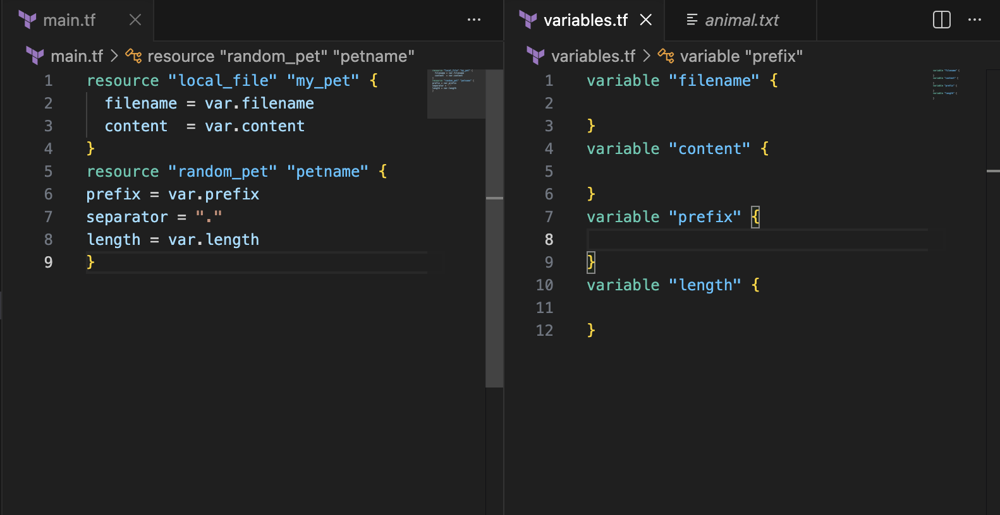 main.tf
main.tf > resource "random_pet" "petname"
1 resource "local_file" "my_pet" {
2   filename = var.filename
3   content  = var.content
4 }
5 resource "random_pet" "petname" {
6 prefix = var.prefix
7 separator = "."
8 length = var.length
9 }
variables.tf animal.txt
variables.tf > variable "prefix"
1 variable "filename" {
2
3 }
4 variable "content" {
5
6 }
7 variable "prefix" {
8
9 }
10 variable "length" {
11
12 }